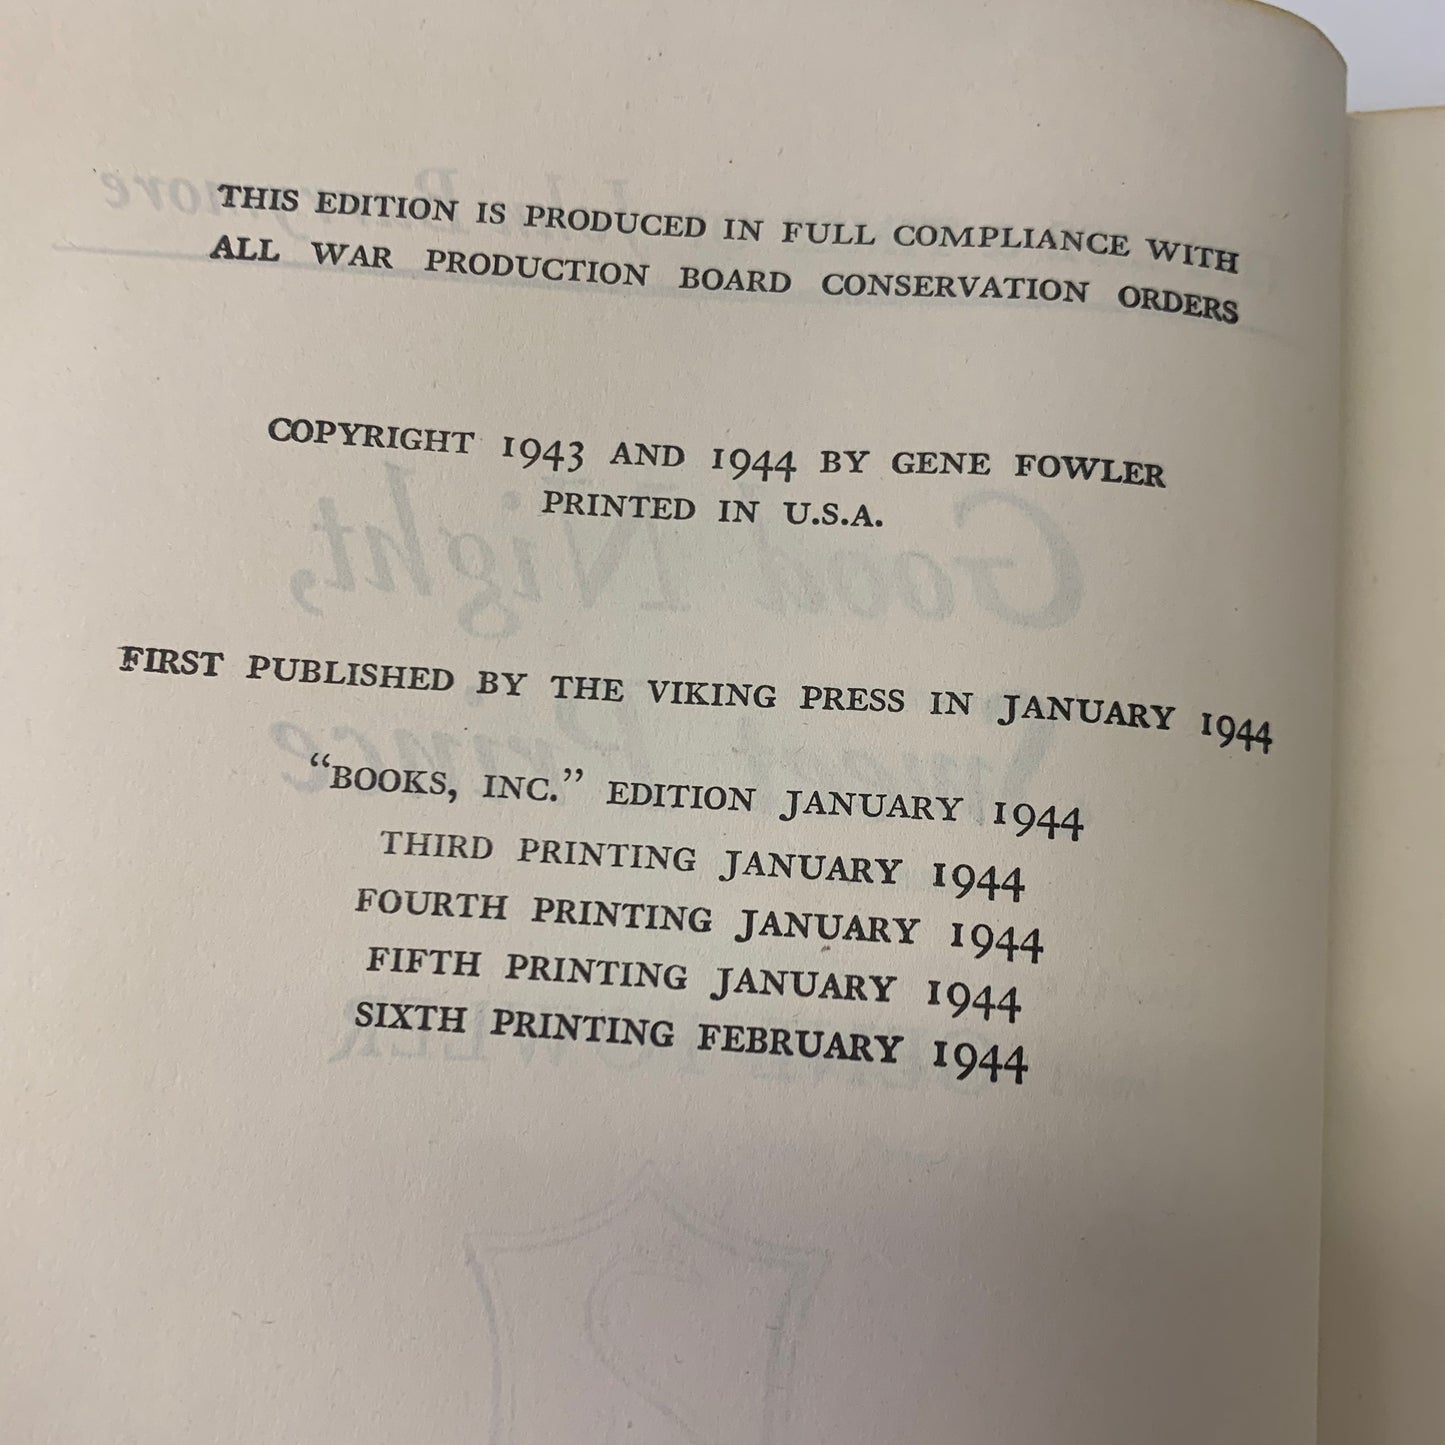 THIS EDITION IS PRODUCED IN FULL COMPLIANCE WITH
ALL WAR PRODUCTION BOARD CONSERVATION ORDERS
COPYRIGHT 1943 AND 1944 BY GENE FOWLER
PRINTED IN U.S.A.
FIRST PUBLISHED BY THE VIKING PRESS IN JANUARY 1944
“BOOKS, INC.” EDITION JANUARY 1944
THIRD PRINTING JANUARY 1944
FOURTH PRINTING JANUARY 1944
FIFTH PRINTING JANUARY 1944
SIXTH PRINTING FEBRUARY 1944